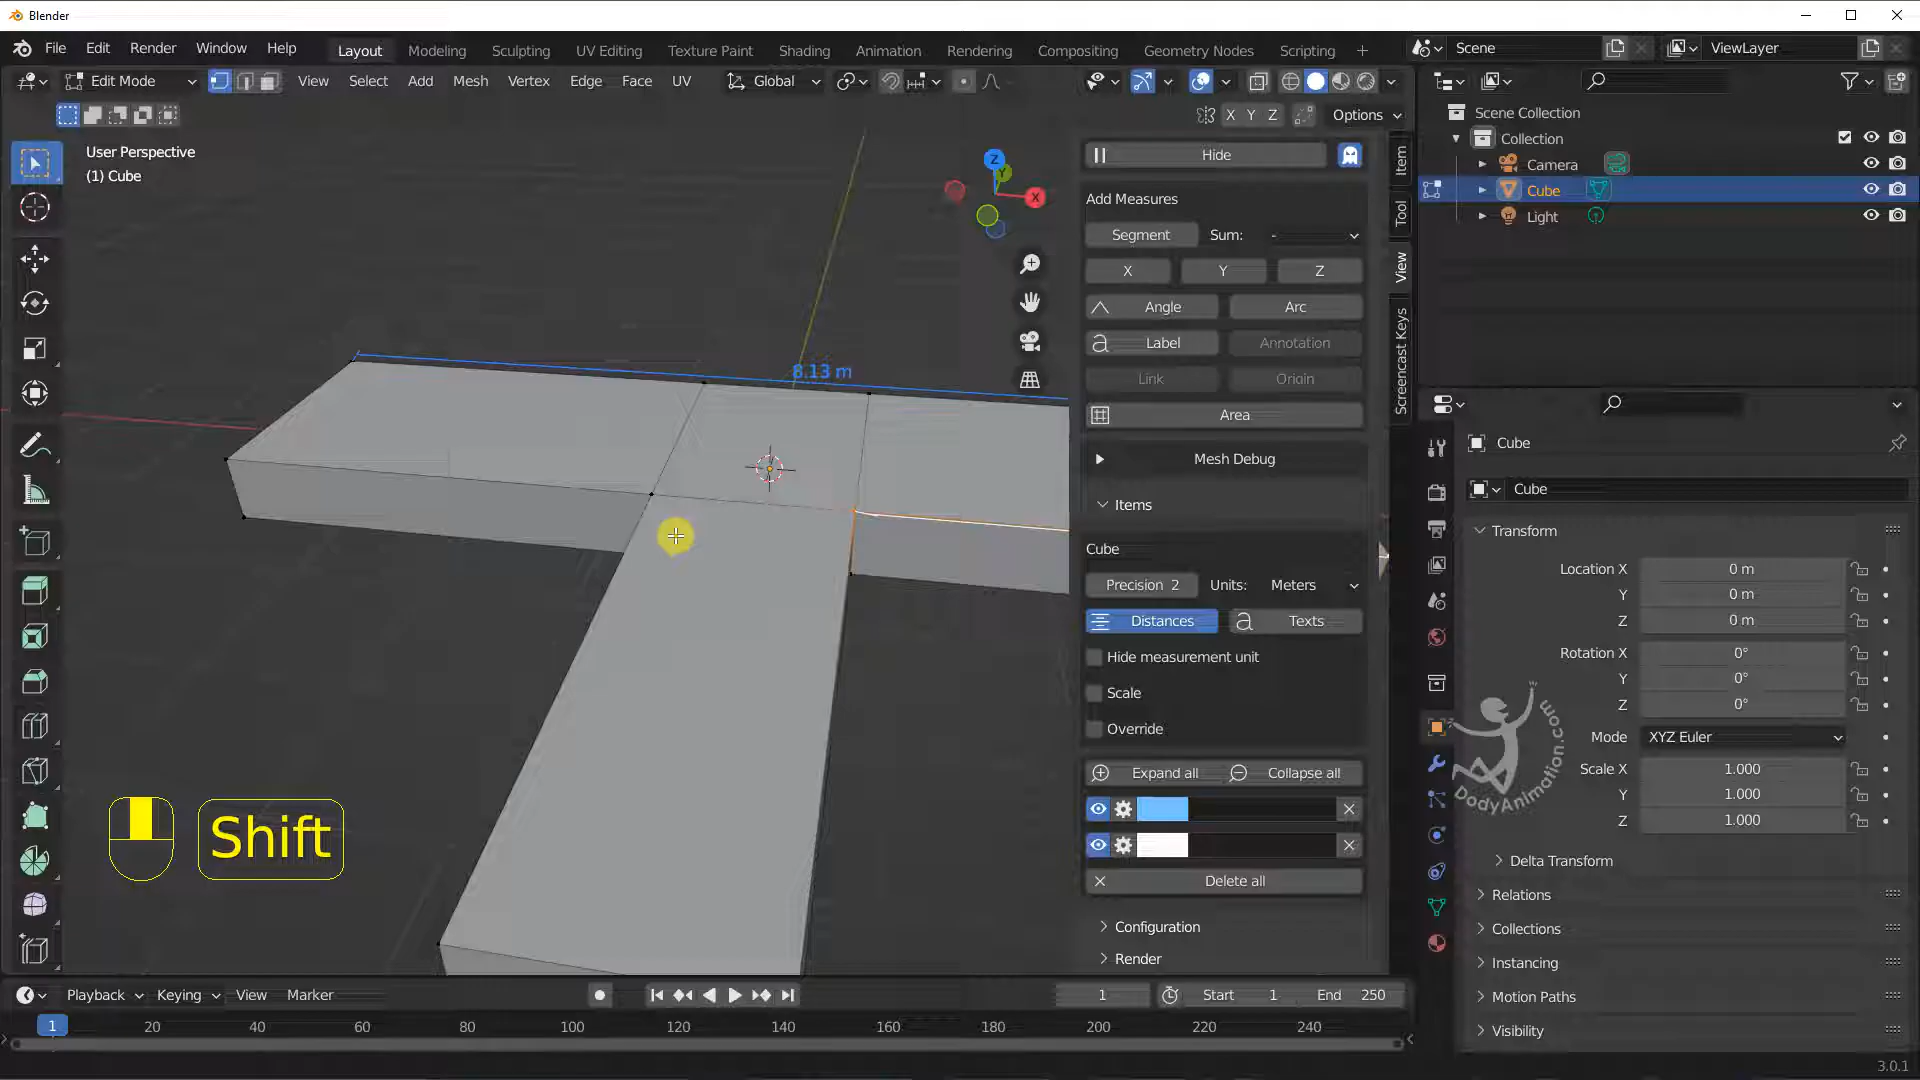 Blender
File Edit Render Window Help Layout Modeling Sculpting UV Editing Texture Paint Shading Animation Rendering Compositing Geometry Nodes Scripting + Scene ViewLayer
Edit Mode View Select Add Mesh Vertex Edge Face UV Global
X Y Z Options
User Perspective
(1) Cube
Z
Y
X
8.13 m
Hide
Add Measures
Segment Sum: -
X Y Z
Angle Arc
a Label Annotation
Link Origin
Area
Mesh Debug
Items
Cube
Precision 2 Units: Meters
Distances a Texts
Hide measurement unit
Scale
Override
Expand all Collapse all
Delete all
Configuration
Render
Item
Tool
View
Screencast Keys
Scene Collection
Collection
Camera
Cube
Light
Cube
Cube
Transform
Location X 0 m
Y 0 m
Z 0 m
Rotation X 0°
Y 0°
Z 0°
Mode XYZ Euler
Scale X 1.000
Y 1.000
Z 1.000
DodyAnimation.com
Delta Transform
Relations
Collections
Instancing
Motion Paths
Visibility
Shift
Playback Keying View Marker 1 Start 1 End 250
1 20 40 60 80 100 120 140 160 180 200 220 240
3.0.1